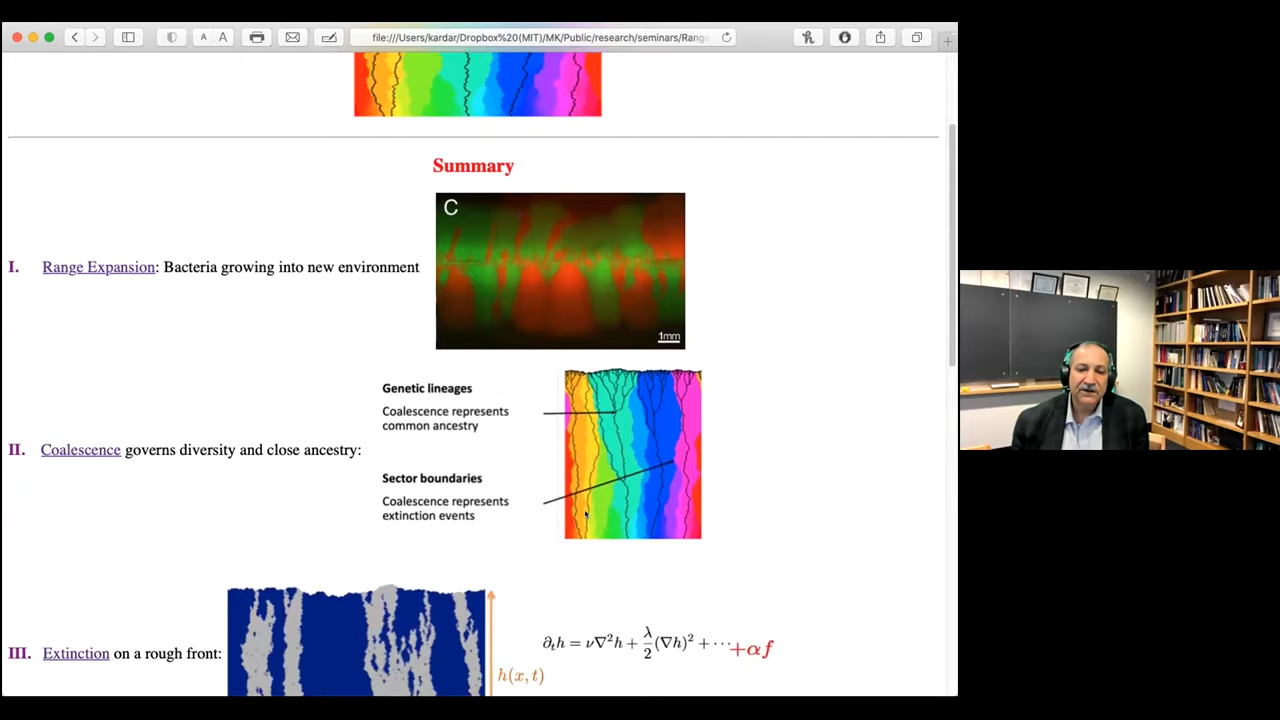 A A
file:///Users/kardar/Dropbox%20(MIT)/MK/Public/research/seminars/Range
Summary
C
1mm
I. Range Expansion: Bacteria growing into new environment
Genetic lineages
Coalescence represents
common ancestry
II. Coalescence governs diversity and close ancestry:
Sector boundaries
Coalescence represents
extinction events
III. Extinction on a rough front:
∂ₜh = ν∇²h + λ/2 (∇h)² + ⋯ +αf
h(x, t)